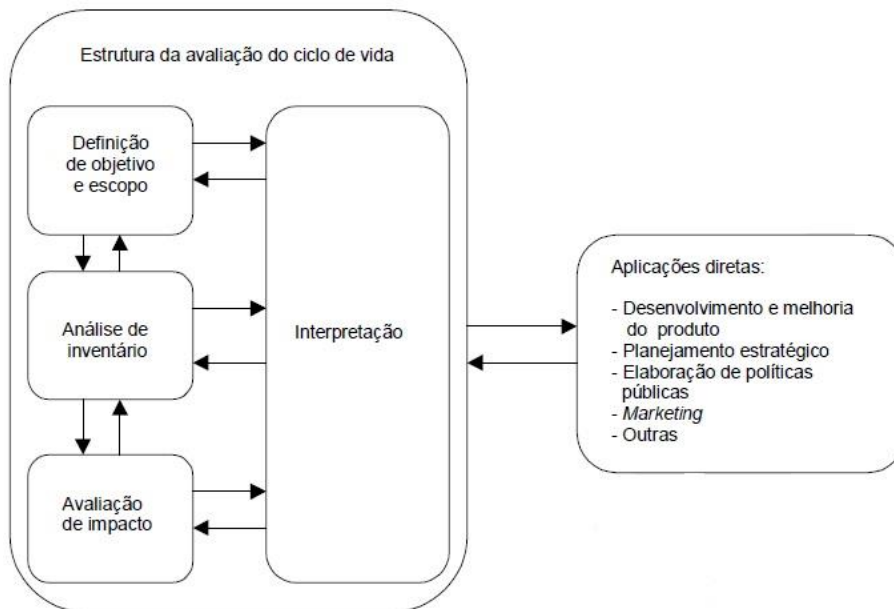 Estrutura da avaliação do ciclo de vida
Definição
de objetivo
e escopo
Análise de
inventário
Avaliação
de impacto
Interpretação
Aplicações diretas:
- Desenvolvimento e melhoria
do produto
- Planejamento estratégico
- Elaboração de políticas
públicas
- Marketing
- Outras